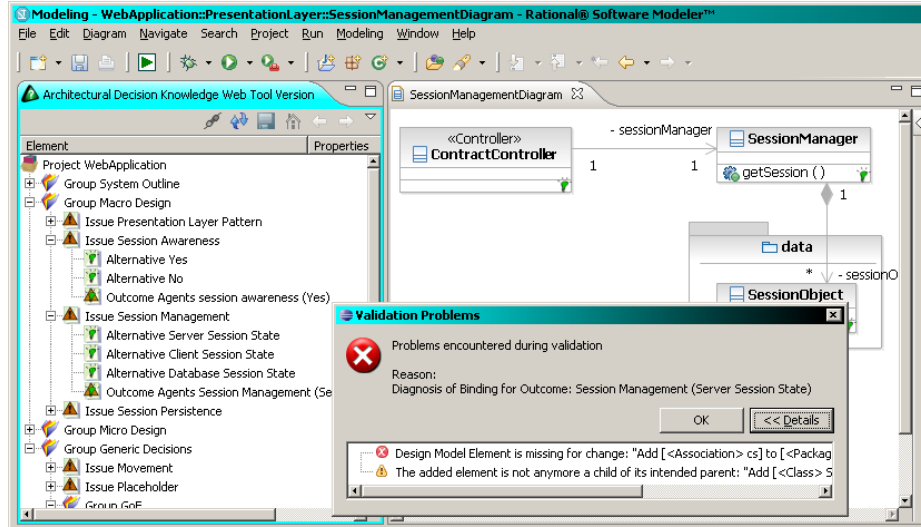 Modeling - WebApplication::PresentationLayer::SessionManagementDiagram - Rational® Software Modeler™
File Edit Diagram Navigate Search Project Run Modeling Window Help
Architectural Decision Knowledge Web Tool Version
SessionManagementDiagram
Element Properties
Project WebApplication
Group System Outline
Group Macro Design
Issue Presentation Layer Pattern
Issue Session Awareness
Alternative Yes
Alternative No
Outcome Agents session awareness (Yes)
Issue Session Management
Alternative Server Session State
Alternative Client Session State
Alternative Database Session State
Outcome Agents Session Management (Se
Issue Session Persistence
Group Micro Design
Group Generic Decisions
Issue Movement
Issue Placeholder
Group GoF
«Controller»
ContractController
- sessionManager
1
1
SessionManager
getSession ( )
1
data
*
- sessionO
SessionObject
Validation Problems
Problems encountered during validation
Reason:
Diagnosis of Binding for Outcome: Session Management (Server Session State)
OK
<< Details
Design Model Element is missing for change: "Add [<Association> cs] to [<Packag
The added element is not anymore a child of its intended parent: "Add [<Class> S